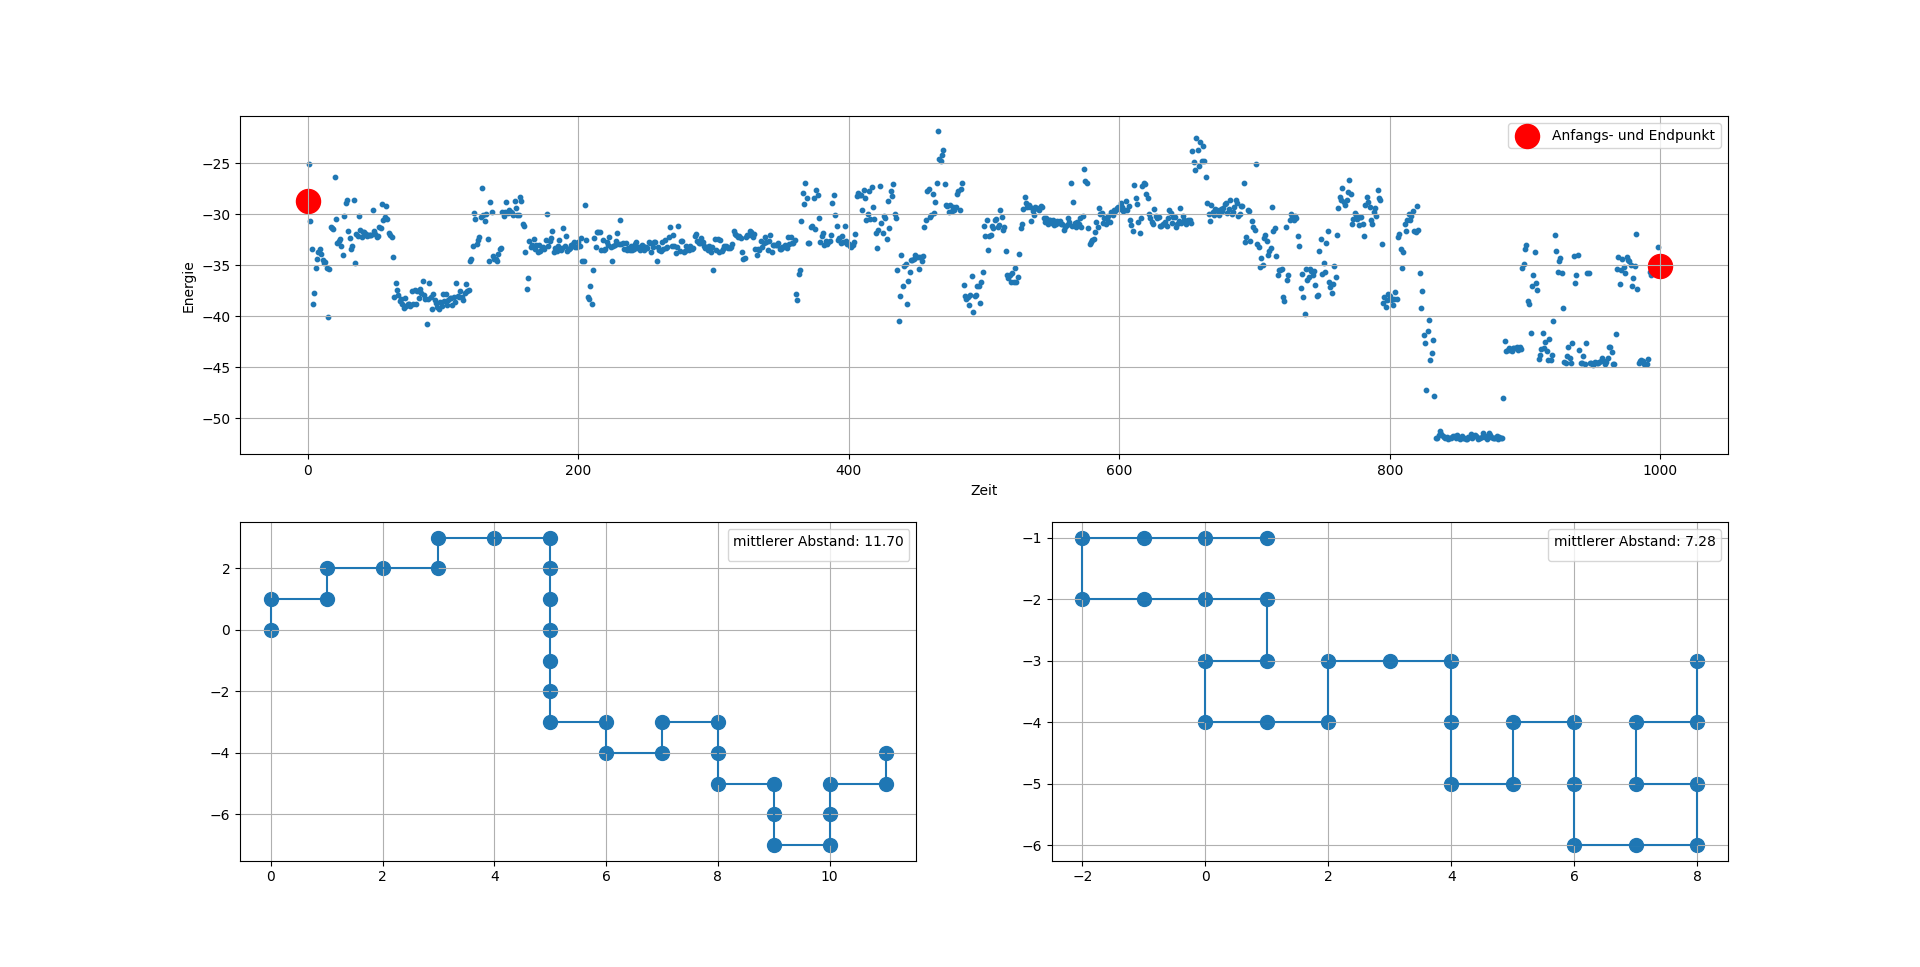 Anfangs- und Endpunkt
−25
−30
−35
−40
−45
−50
Energie
0 200 400 600 800 1000
Zeit
mittlerer Abstand: 11.70
2
0
−2
−4
−6
0 2 4 6 8 10
mittlerer Abstand: 7.28
−1
−2
−3
−4
−5
−6
−2 0 2 4 6 8